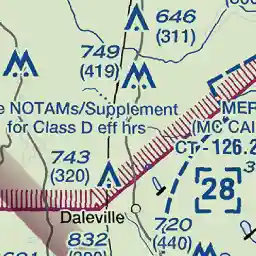 646
(311)
749
(419)
NOTAMs/Supplement
for Class D eff hrs
MER
(MC CAI
CT-126.2
743
(320)
28
Daleville
720
(440)
832